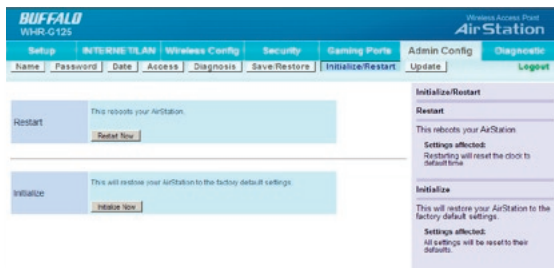 BUFFALO
WHR-G125
Wireless Access Point
AirStation
Setup INTERNET/LAN Wireless Config Security Gaming Ports Admin Config Diagnostic
Name Password Date Access Diagnosis Save/Restore Initialize/Restart Update Logout
Restart
This reboots your AirStation.
Restart Now
Initialize
This will restore your AirStation to the factory default settings.
Initialize Now
Initialize/Restart
Restart
This reboots your AirStation
Settings affected:
Restarting will reset the clock to
default time
Initialize
This will restore your AirStation to the
factory default settings.
Settings affected:
All settings will be reset to their
defaults.